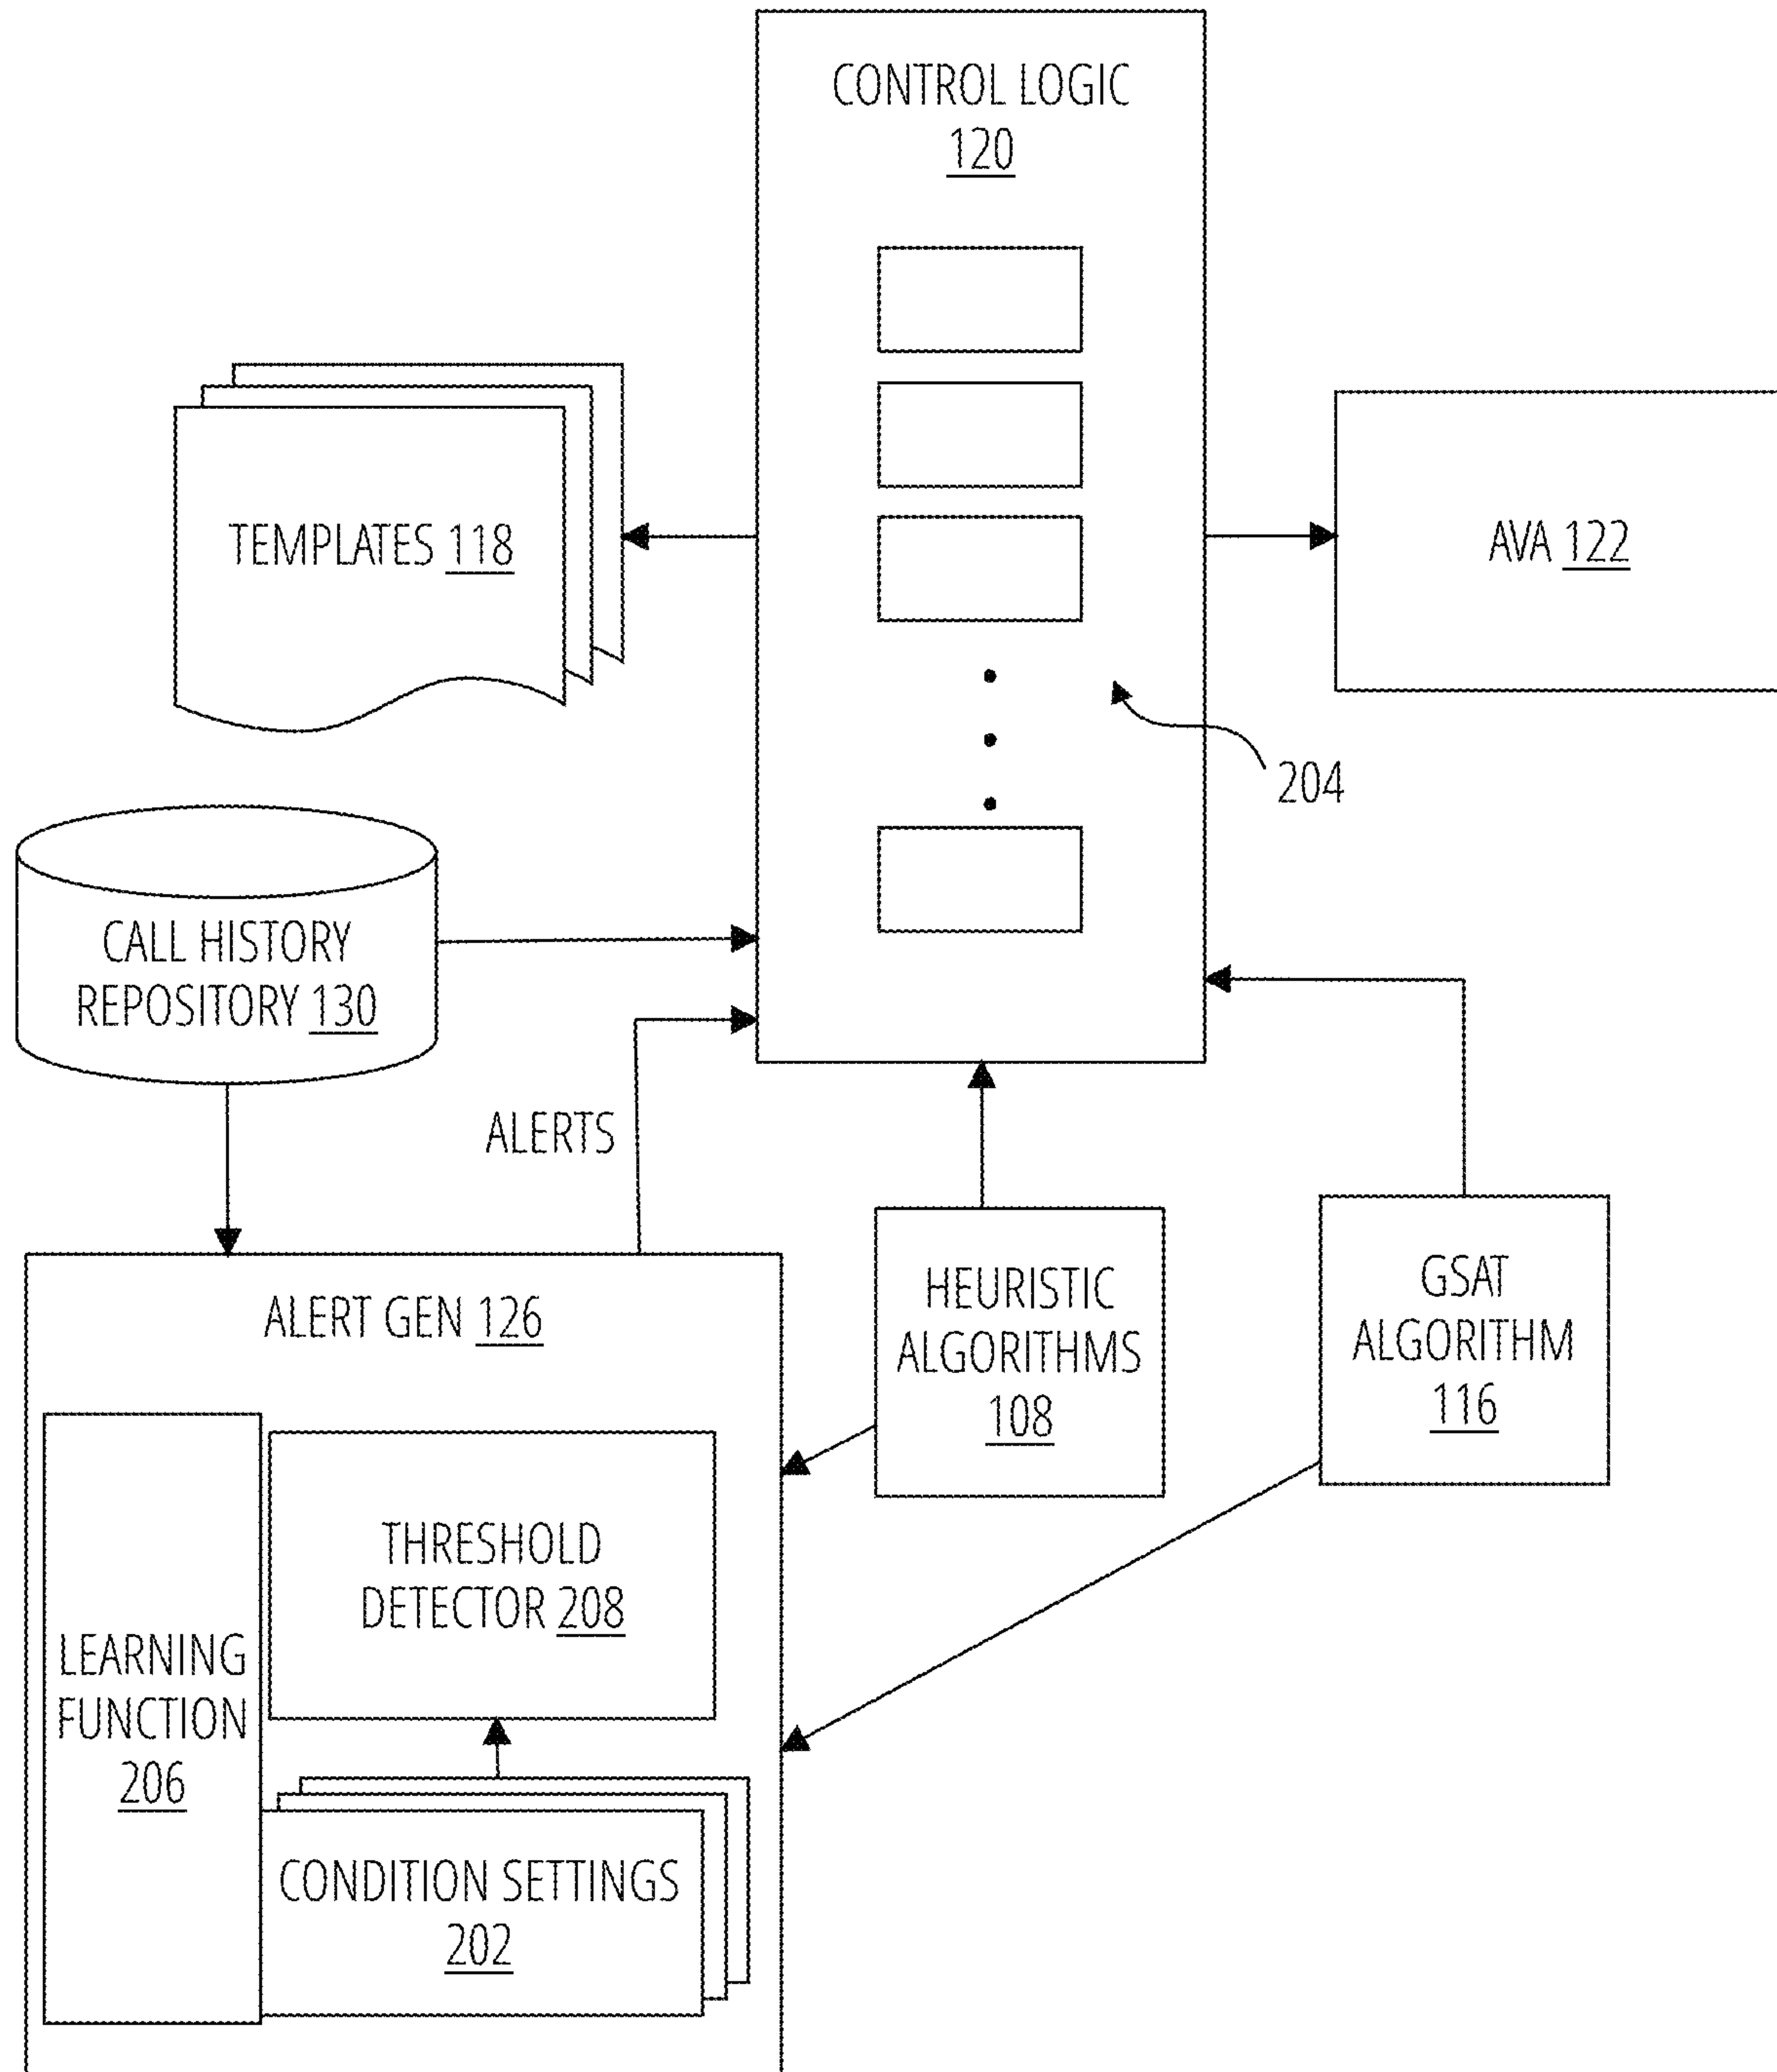 CONTROL LOGIC
120
TEMPLATES 118
AVA 122
204
CALL HISTORY
REPOSITORY 130
ALERTS
ALERT GEN 126
HEURISTIC
ALGORITHMS
108
GSAT
ALGORITHM
116
THRESHOLD
DETECTOR 208
LEARNING
FUNCTION
206
CONDITION SETTINGS
202